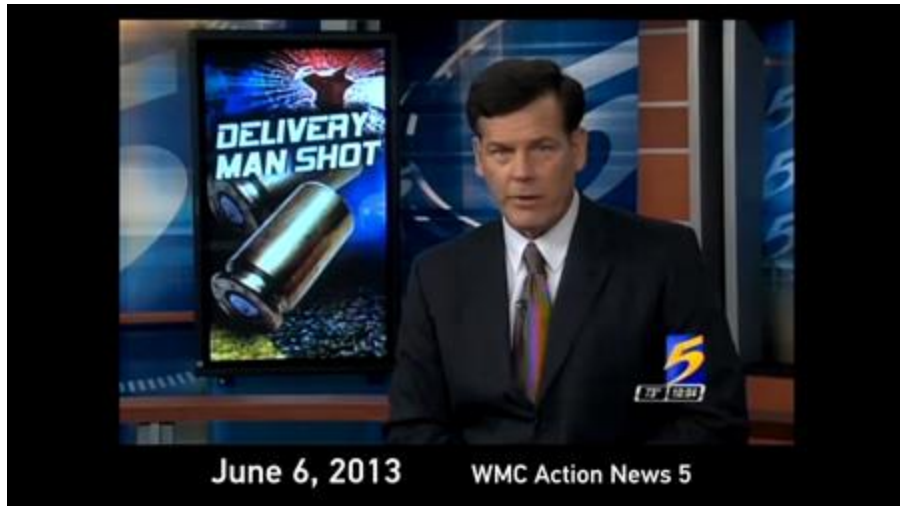 DELIVERY
MAN SHOT
5
73° 10:04
June 6, 2013 WMC Action News 5